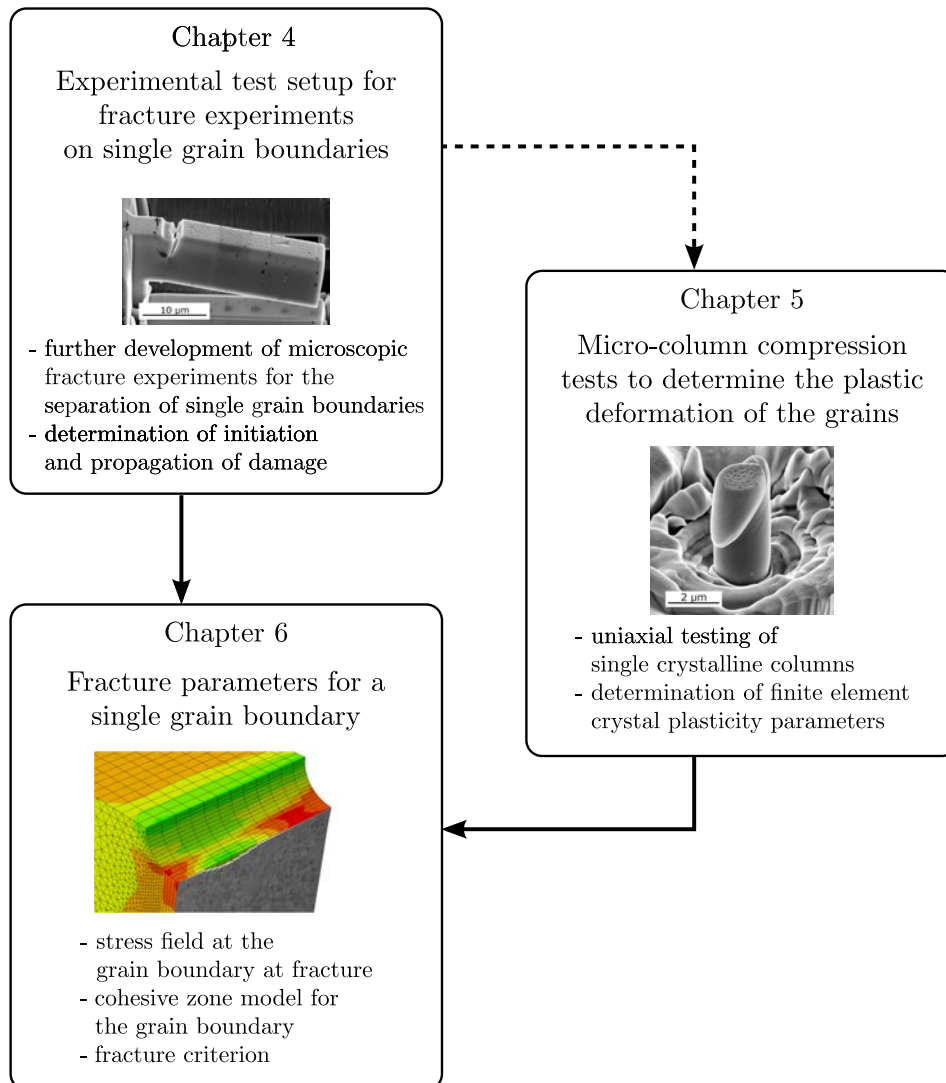 Chapter 4
Experimental test setup for
fracture experiments
on single grain boundaries
10 µm
- further development of microscopic
fracture experiments for the
separation of single grain boundaries
- determination of initiation
and propagation of damage
Chapter 5
Micro-column compression
tests to determine the plastic
deformation of the grains
2 µm
- uniaxial testing of
single crystalline columns
- determination of finite element
crystal plasticity parameters
Chapter 6
Fracture parameters for a
single grain boundary
- stress field at the
grain boundary at fracture
- cohesive zone model for
the grain boundary
- fracture criterion